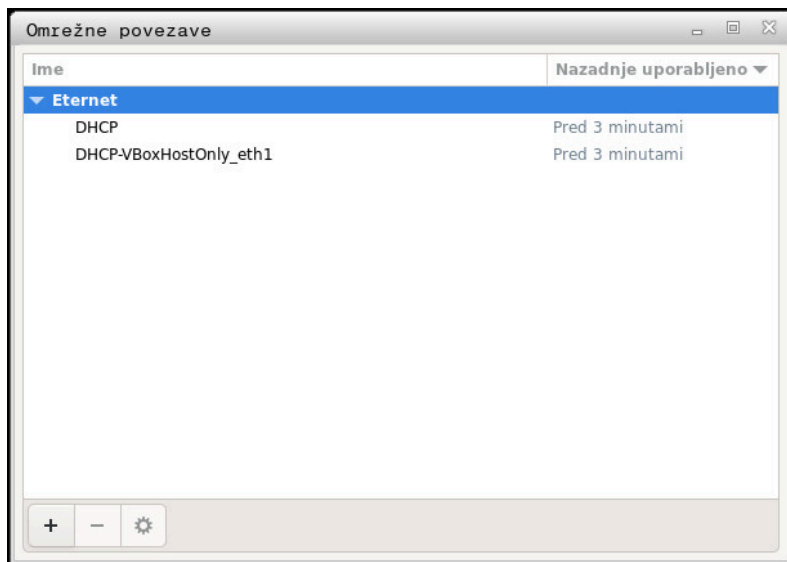 Omrežne povezave
Ime Nazadnje uporabljeno
Eternet
DHCP Pred 3 minutami
DHCP-VBoxHostOnly_eth1 Pred 3 minutami